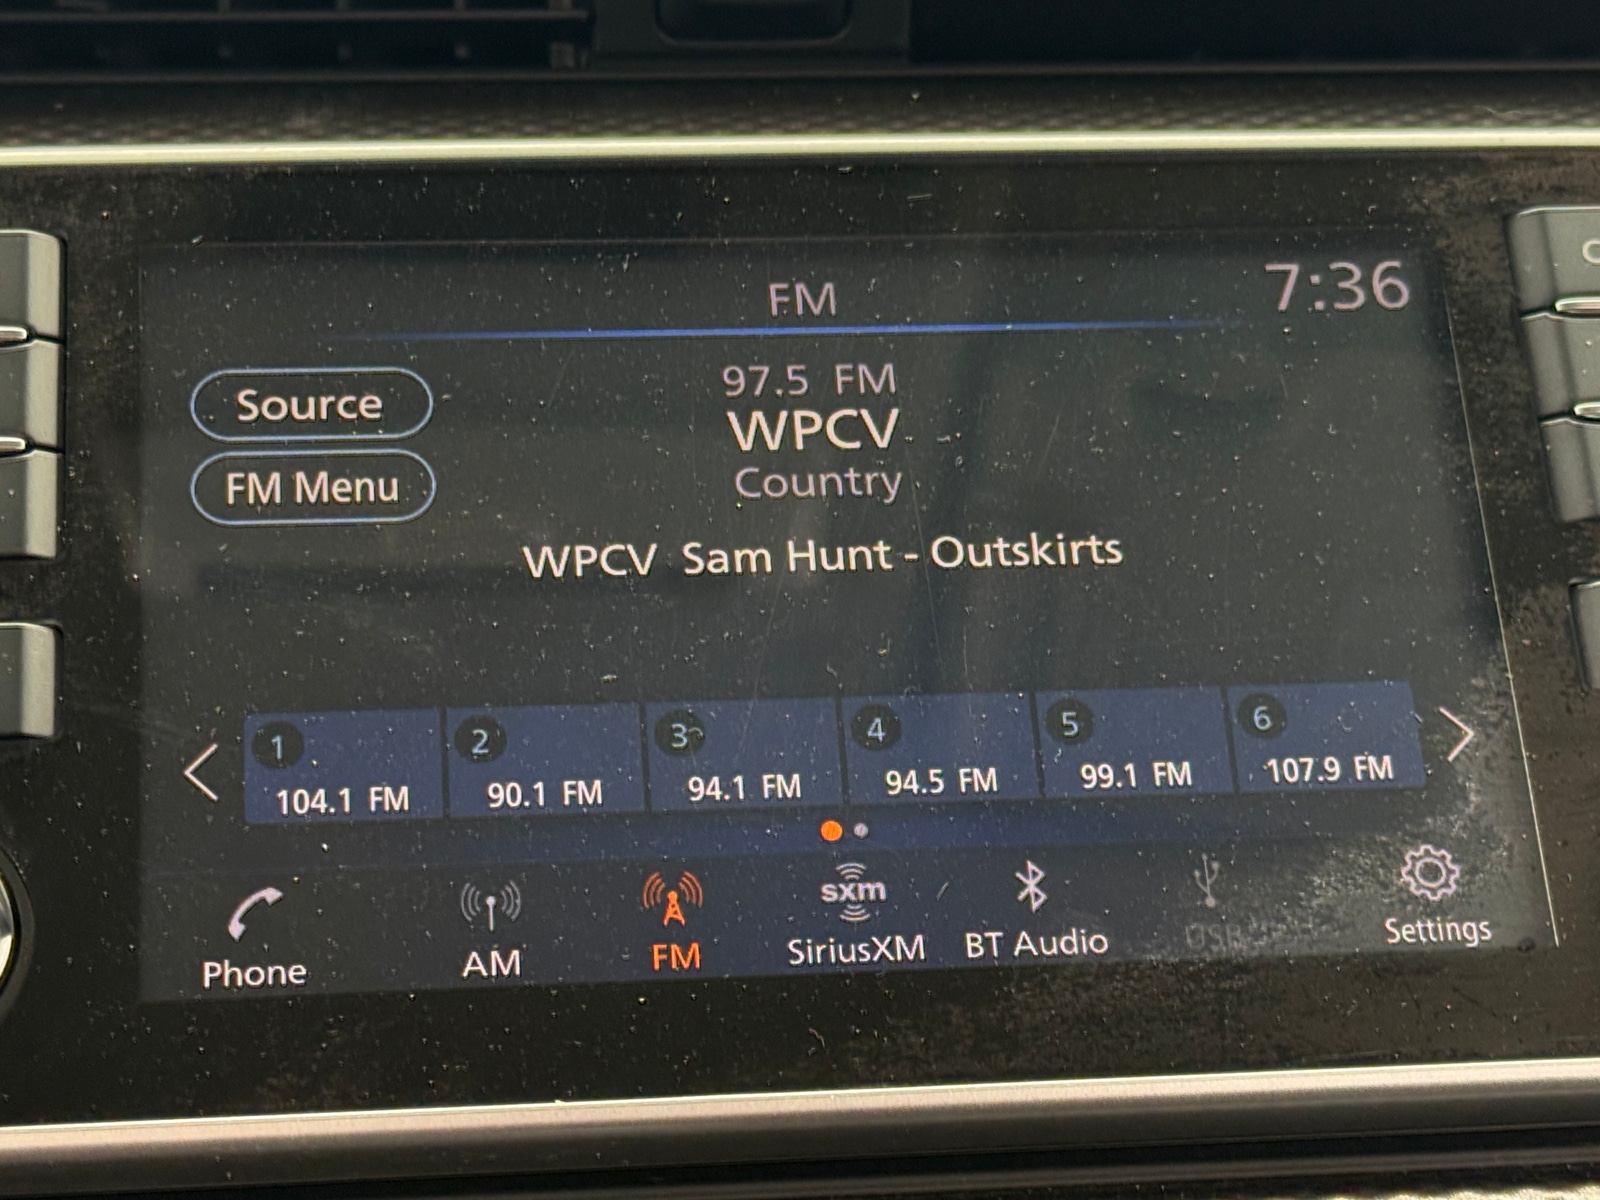 FM
7:36
97.5 FM
Source
WPCV
FM Menu
Country
WPCV Sam Hunt - Outskirts
1
2
3
4
5
6
104.1 FM
90.1 FM
94.1 FM
94.5 FM
99.1 FM
107.9 FM
sxm
Phone
AM
FM
SiriusXM
BT Audio
USB
Settings